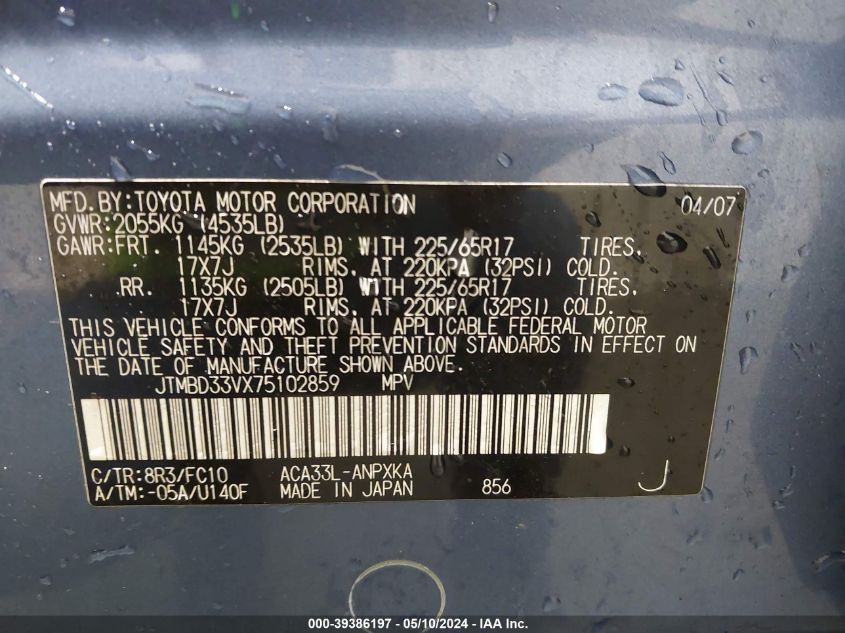 MFD.BY:TOYOTA MOTOR CORPORATION 04/07
GVWR:2055KG (4535LB)
GAWR:FRT. 1145KG (2535LB) WITH 225/65R17 TIRES,
17X7J RIMS, AT 220KPA (32PSI) COLD.
RR. 1135KG (2505LB) WITH 225/65R17 TIRES,
17X7J RIMS, AT 220KPA (32PSI) COLD.
THIS VEHICLE CONFORMS TO ALL APPLICABLE FEDERAL MOTOR
VEHICLE SAFETY AND THEFT PREVENTION STANDARDS IN EFFECT ON
THE DATE OF MANUFACTURE SHOWN ABOVE.
JTMBD33VX75102859 MPV
C/TR:8R3/FC10 ACA33L-ANPXKA
A/TM:-05A/U140F MADE IN JAPAN 856 J
000-39386197 - 05/10/2024 - IAA Inc.